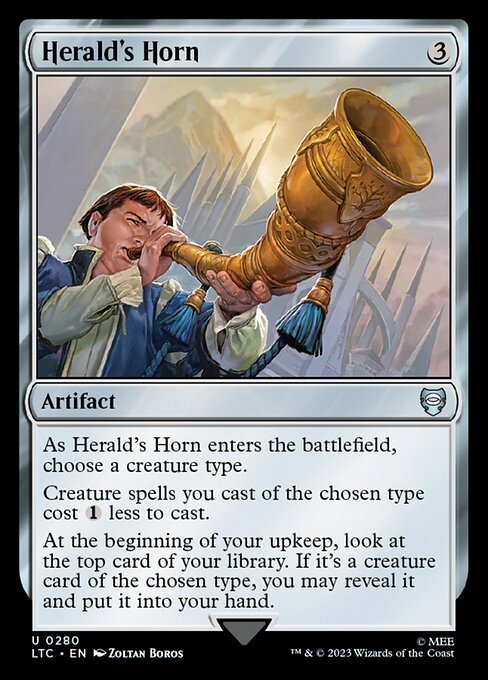 Herald's Horn 3
Artifact
As Herald's Horn enters the battlefield,
choose a creature type.
Creature spells you cast of the chosen type
cost 1 less to cast.
At the beginning of your upkeep, look at
the top card of your library. If it's a creature
card of the chosen type, you may reveal it
and put it into your hand.
U 0280
LTC • EN Zoltan Boros
© MEE
™ & © 2023 Wizards of the Coast